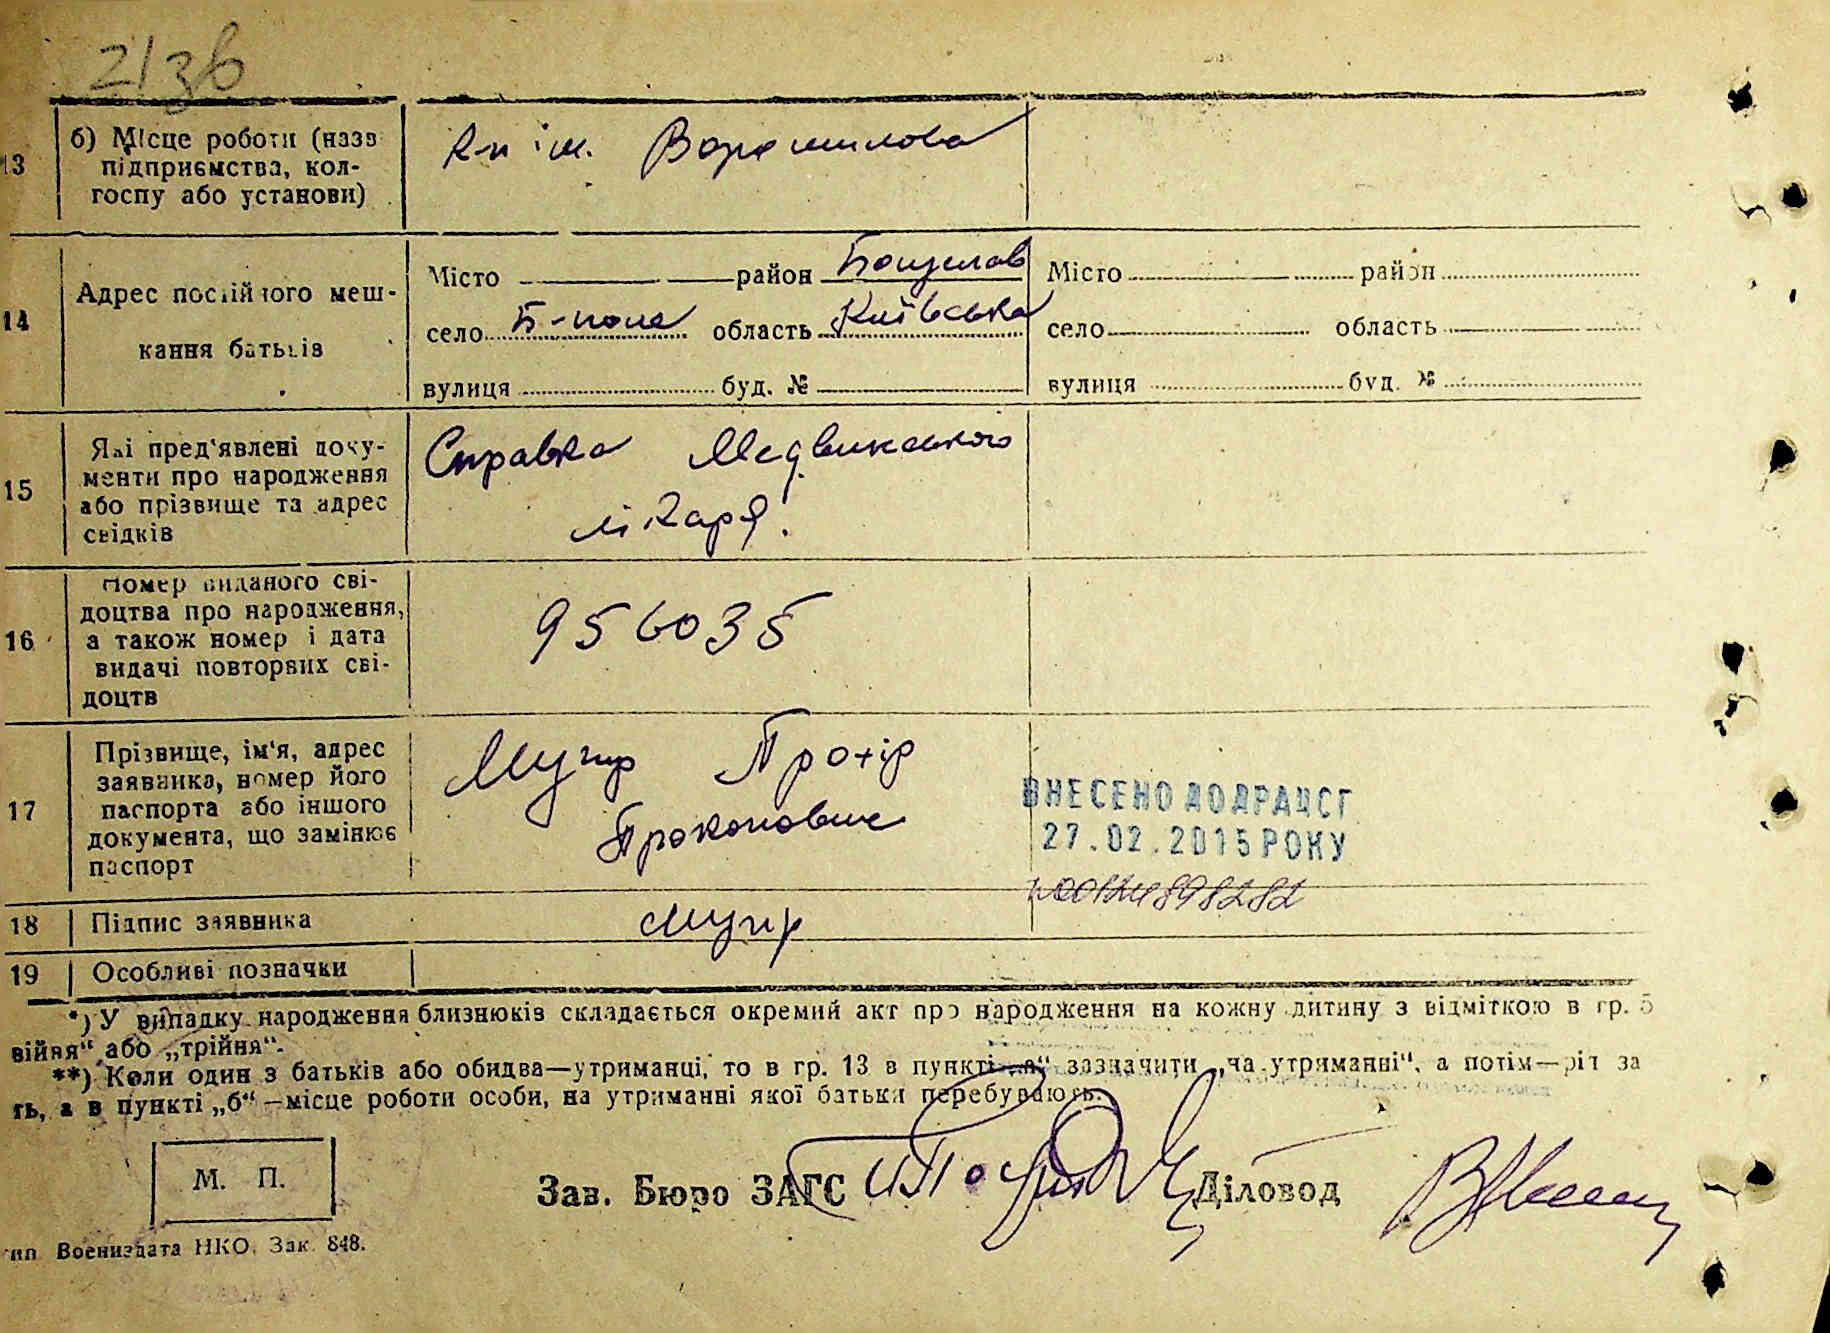 213б
13
б) Місце роботи (назв
підприємства, кол-
госпу або установи)
к-п ім. Ворошилова
14
Адрес постійного меш-
кання батьків
Місто район Богуслав
село Б-поле область Київська
вулиця буд. №
Місто район
село область
вулиця буд. №
15
Які пред'явлені доку-
менти про народження
або прізвище та адрес
свідків
Справка Медвинського
лікаря.
16
Номер виданого сві-
доцтва про народження,
а також номер і дата
видачі повторних сві-
доцтв
956035
17
Прізвище, ім'я, адрес
заявника, номер його
паспорта або іншого
документа, що замінює
паспорт
Мугир Прохір
Прокопович
ВНЕСЕНО ДО ДРАЦСГ
27.02.2015 РОКУ
18
Підпис заявника
Мугир
19
Особливі позначки
*) У випадку народження близнюків складається окремий акт про народження на кожну дитину з відміткою в гр. 5
війня“ або „трійня“.
**) Коли один з батьків або обидва—утриманці, то в гр. 13 в пункті „а“ зазначити „на утриманні“, а потім—рід за
ть, а в пункті „б“ —місце роботи особи, на утриманні якої батьки перебувають.
М. П.
Зав. Бюро ЗАГС Діловод
тип. Воениздата НКО. Зак. 848.